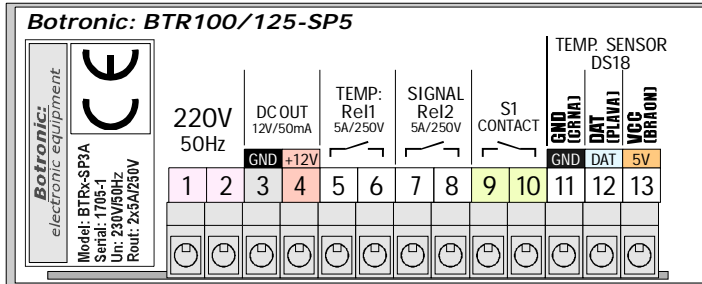 Botronic: BTR100/125-SP5
Botronic:
electronic equipment
CE
Model: BTRx-SP3A
Serial: 1705-1
Un: 230V/50Hz
Rout: 2x5A/250V
220V
50Hz
DC OUT
12V/50mA
GND +12V
TEMP:
Rel1
5A/250V
SIGNAL
Rel2
5A/250V
S1
CONTACT
TEMP. SENSOR
DS18
GND
(CRNA)
DAT
(PLAVA)
VCC
(BRAON)
GND DAT 5V
1 2 3 4 5 6 7 8 9 10 11 12 13